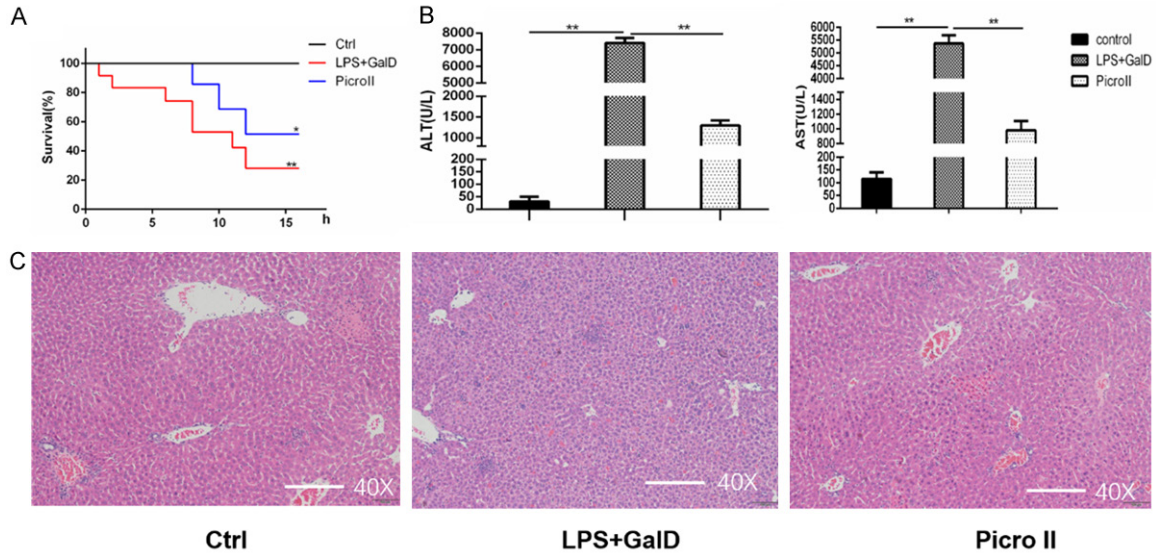 A
Ctrl
LPS+GalD
PicroII
Survival(%)
100
80
60
40
20
0
*
**
0
5
10
15
h
B
ALT(U/L)
8000
7000
6000
5000
2000
1500
1000
200
150
100
50
0
**
**
AST(U/L)
6000
5500
5000
4500
4000
1400
1200
1000
800
200
150
100
50
0
**
**
control
LPS+GalD
PicroII
C
40X
40X
40X
Ctrl
LPS+GalD
Picro II